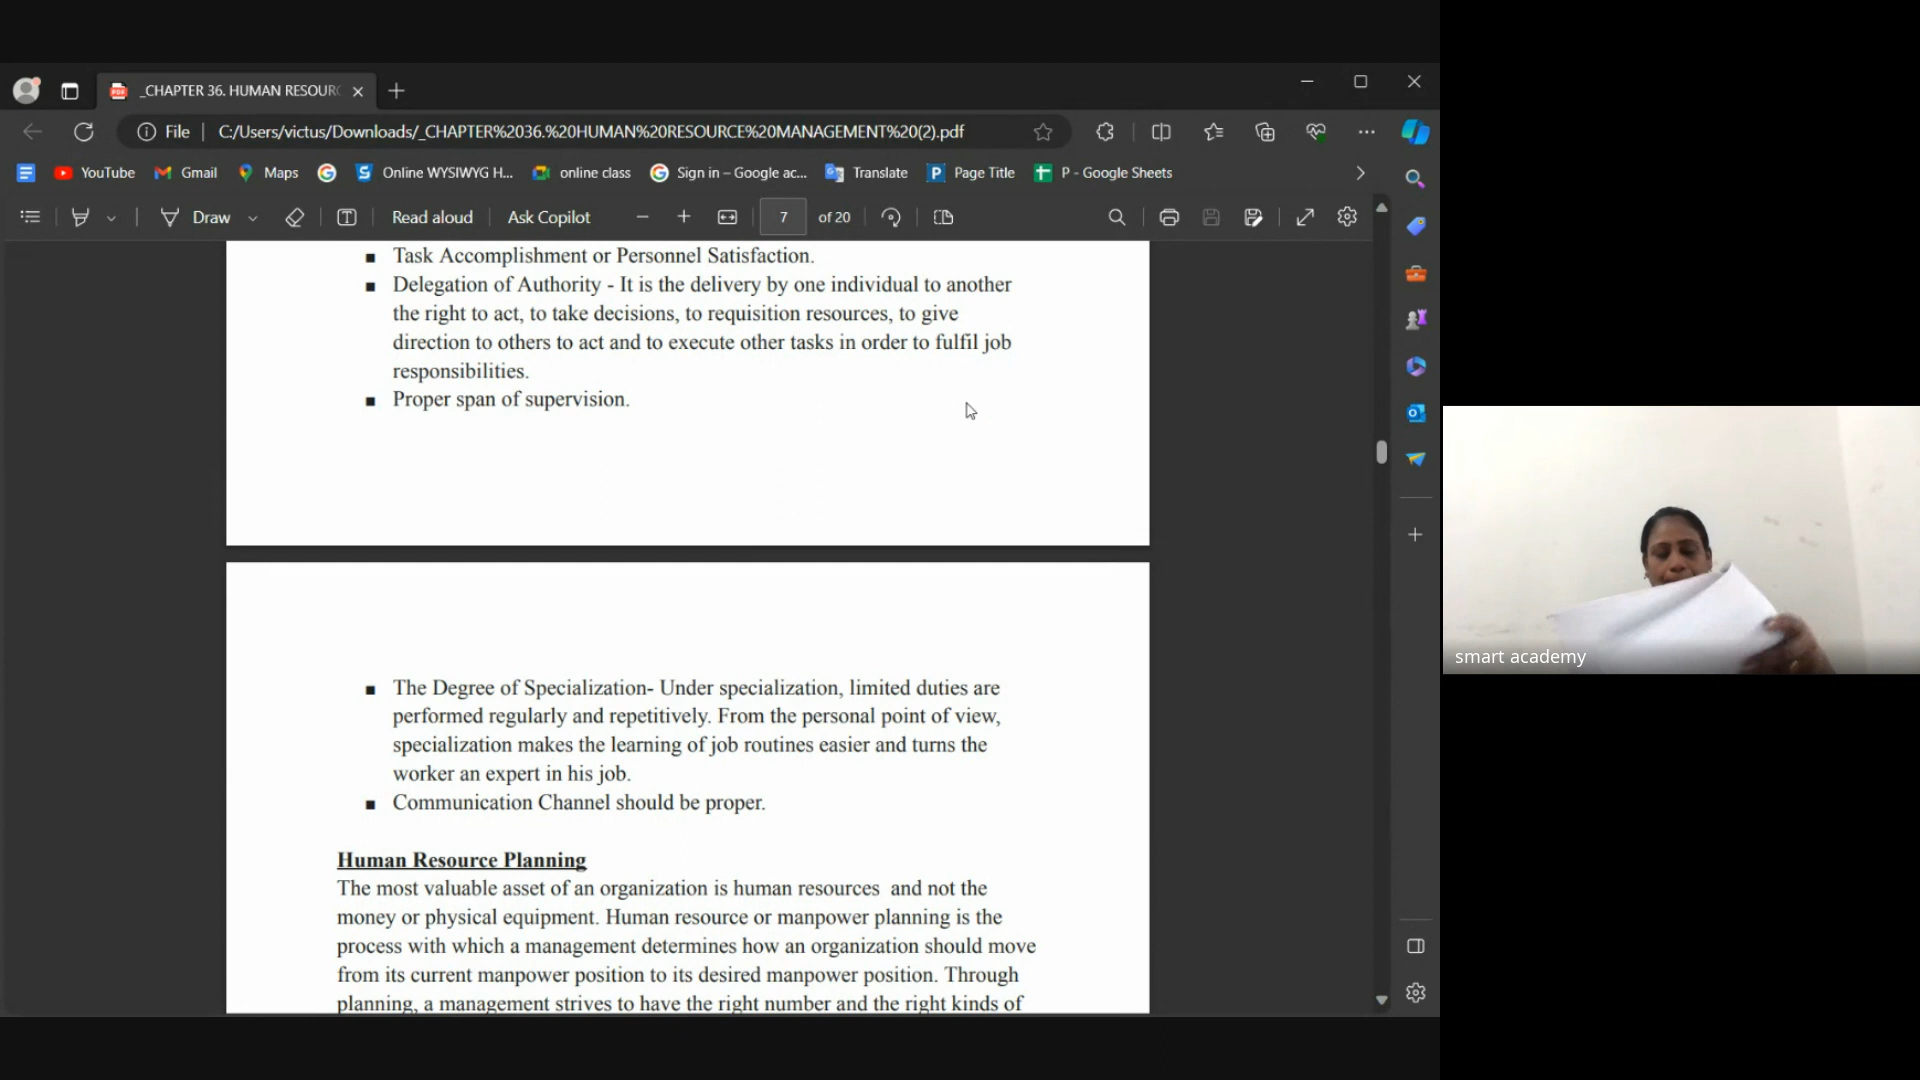 _CHAPTER 36. HUMAN RESOUR
File
C:/Users/victus/Downloads/_CHAPTER%2036.%20HUMAN%20RESOURCE%20MANAGEMENT%20(2).pdf
YouTube
Gmail
Maps
Online WYSIWYG H...
online class
Sign in – Google ac...
Translate
Page Title
P - Google Sheets
Draw
Read aloud
Ask Copilot
7 of 20
■ Task Accomplishment or Personnel Satisfaction.
■ Delegation of Authority - It is the delivery by one individual to another
the right to act, to take decisions, to requisition resources, to give
direction to others to act and to execute other tasks in order to fulfil job
responsibilities.
■ Proper span of supervision.
■ The Degree of Specialization- Under specialization, limited duties are
performed regularly and repetitively. From the personal point of view,
specialization makes the learning of job routines easier and turns the
worker an expert in his job.
■ Communication Channel should be proper.
Human Resource Planning
The most valuable asset of an organization is human resources  and not the
money or physical equipment. Human resource or manpower planning is the
process with which a management determines how an organization should move
from its current manpower position to its desired manpower position. Through
planning, a management strives to have the right number and the right kinds of
smart academy